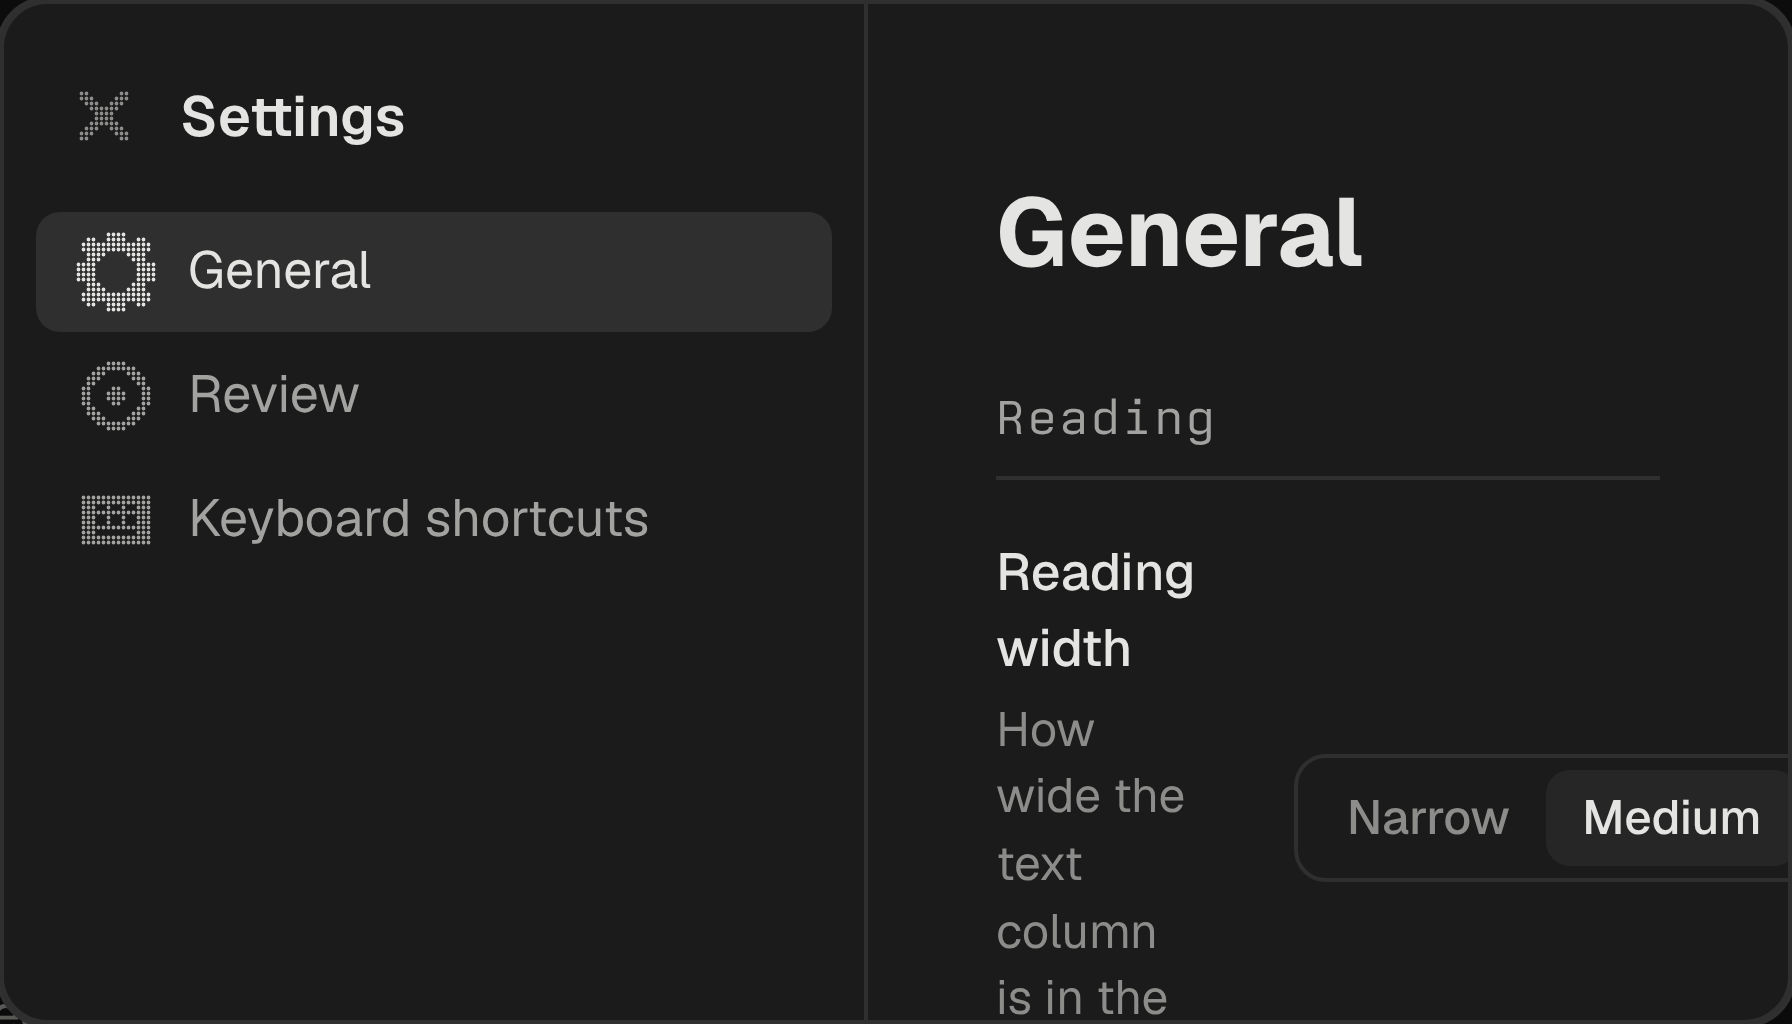 Settings
General
Review
Keyboard shortcuts
General
Reading
Reading
width
How
wide the
text
column
is in the
Narrow
Medium